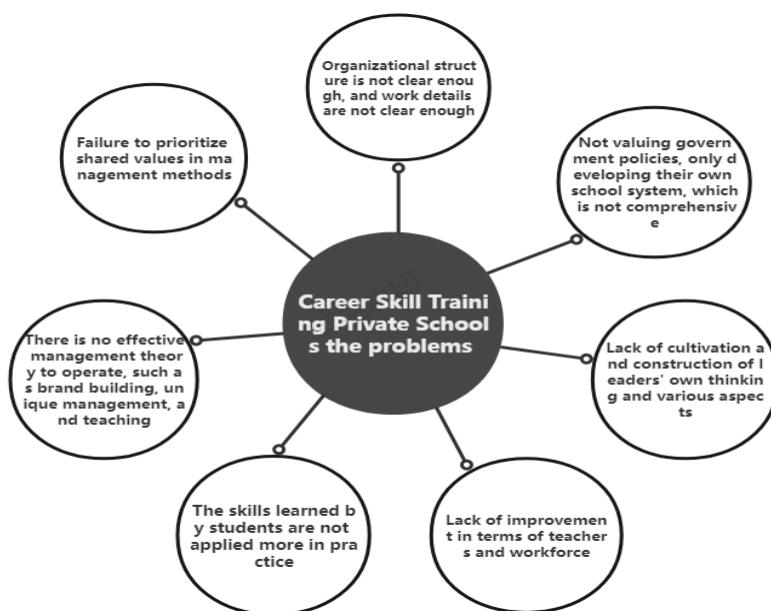 Organizational struct
ure is not clear enou
gh, and work details
are not clear enough
Failure to prioritize
shared values in ma
nagement methods
Not valuing govern
ment policies, only d
eveloping their own
school system, which
is not comprehensiv
e
Career Skill Traini
ng Private School
s the problems
There is no effective
management theor
y to operate, such a
s brand building, un
ique management, a
nd teaching
Lack of cultivation a
nd construction of l
eaders' own thinkin
g and various aspec
ts
The skills learned b
y students are not
applied more in pra
ctice
Lack of improvemen
t in terms of teacher
s and workforce